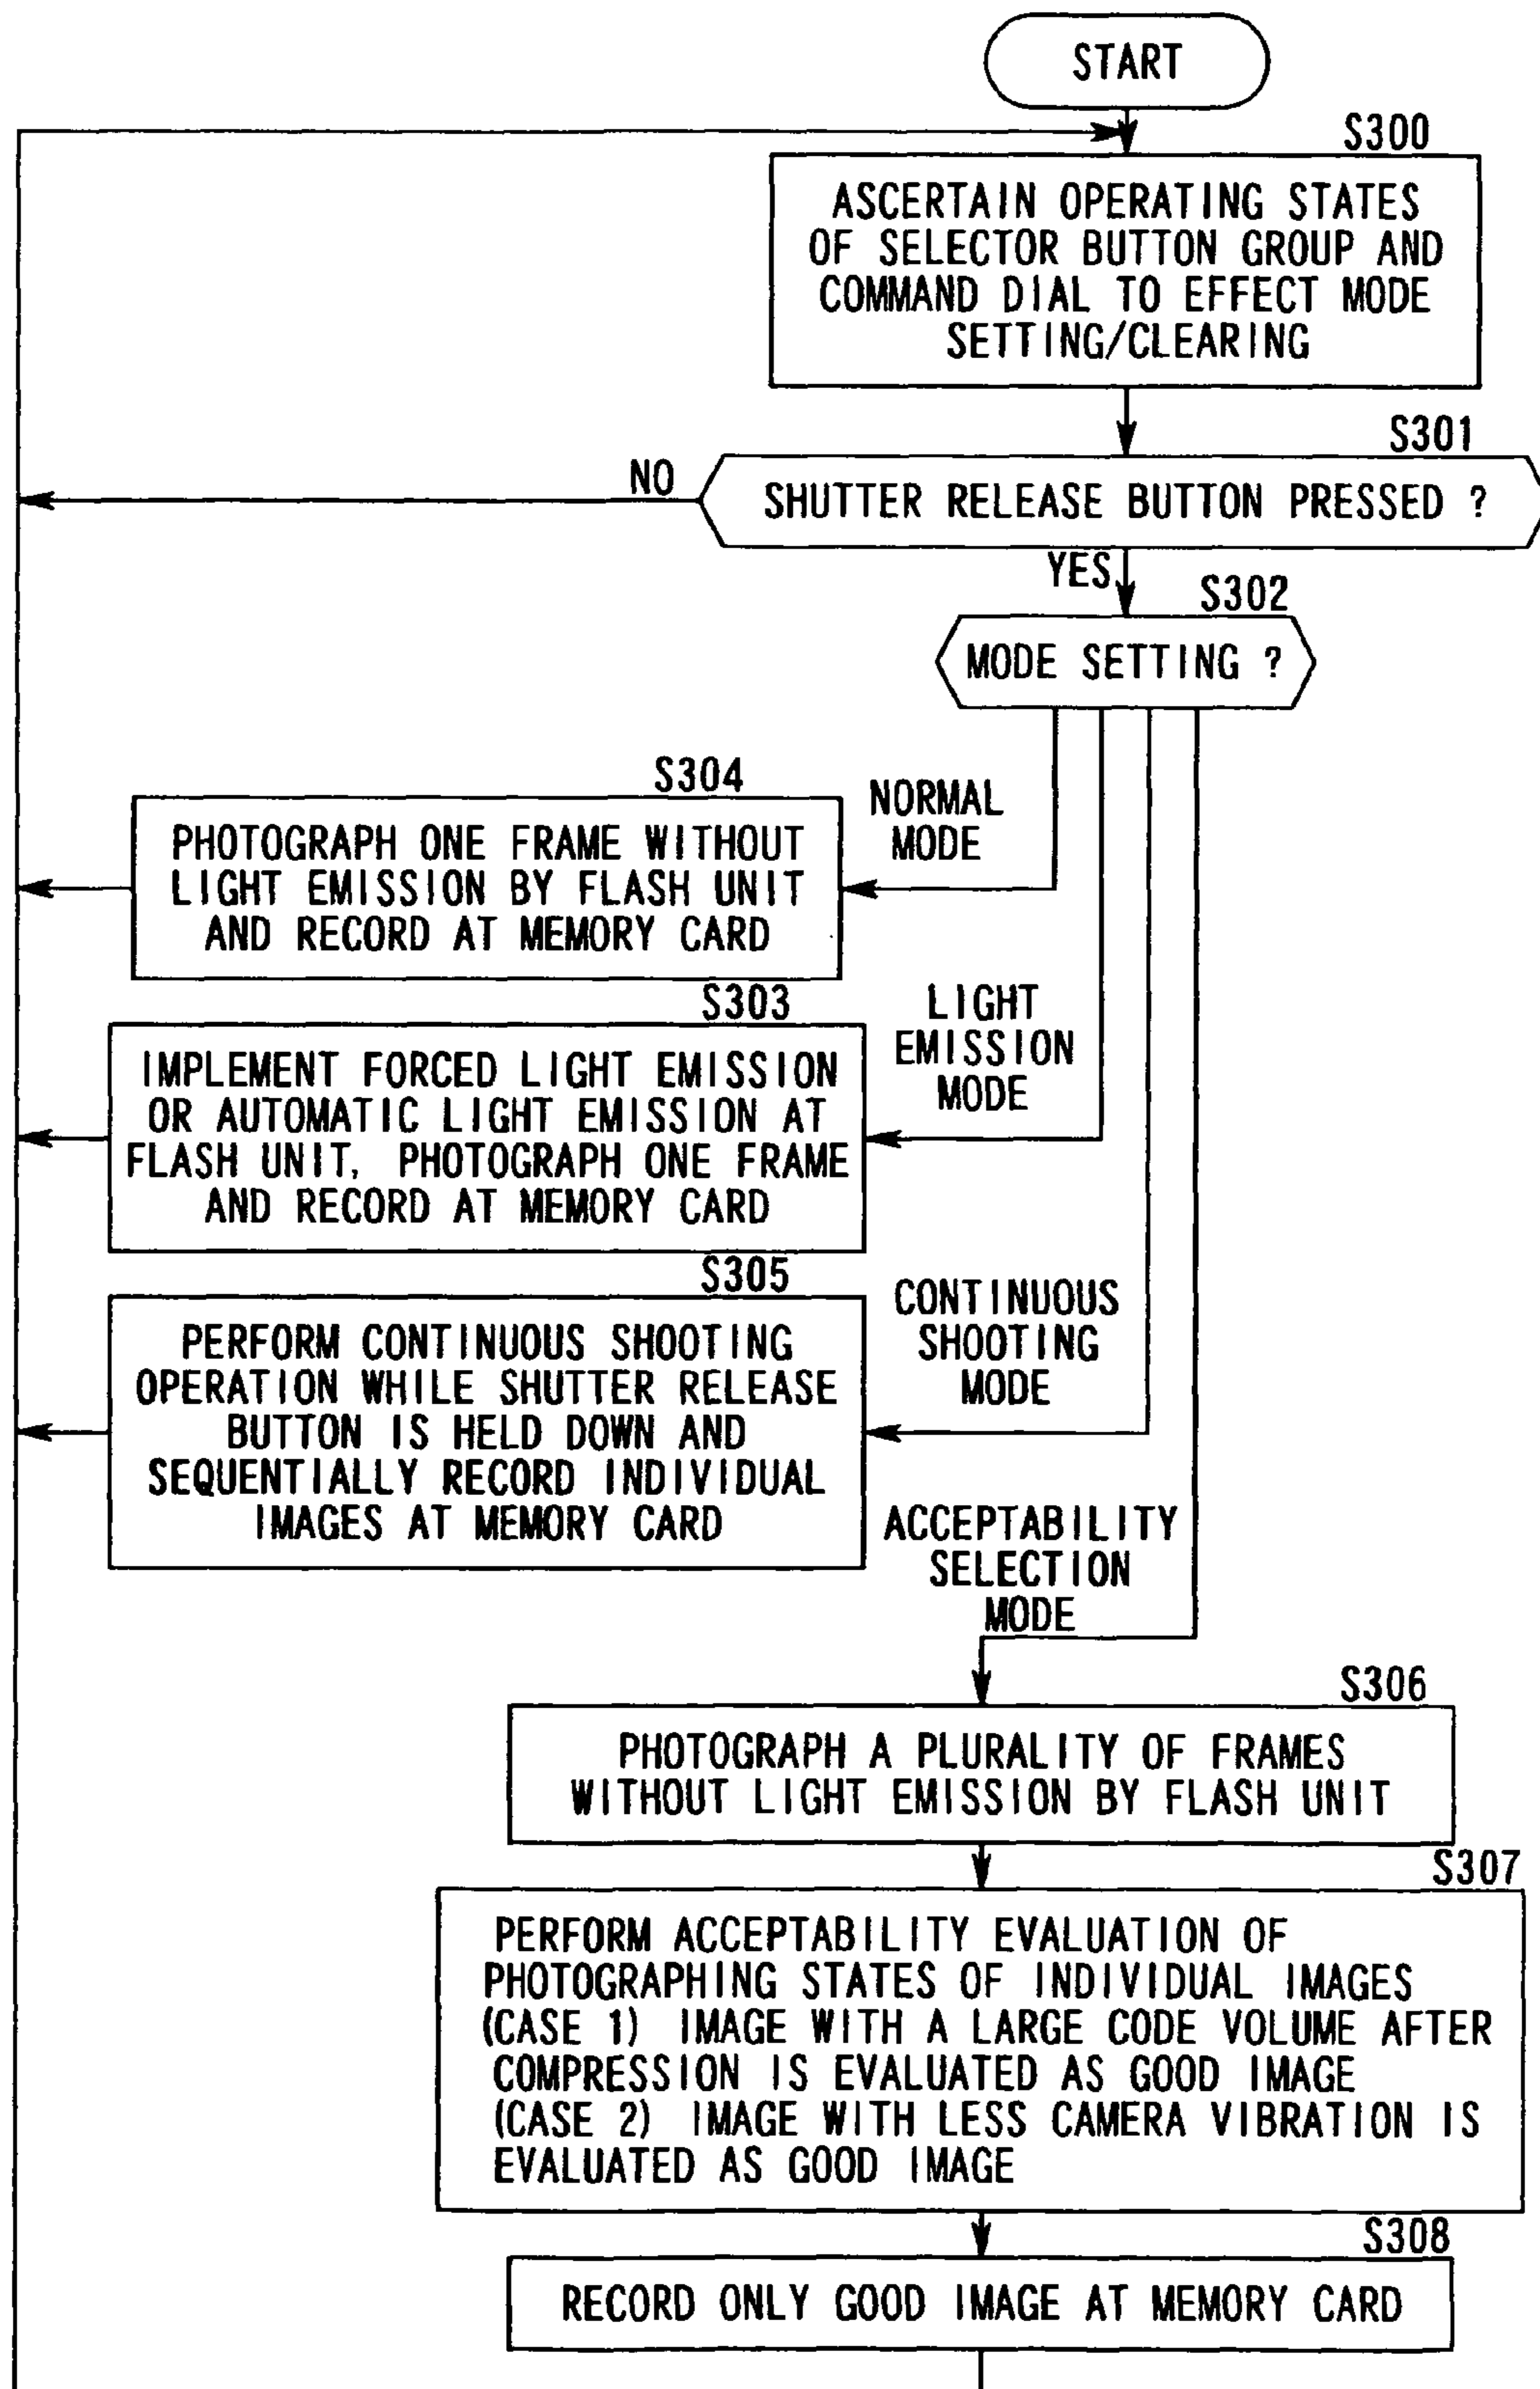 START
S300
ASCERTAIN OPERATING STATES
OF SELECTOR BUTTON GROUP AND
COMMAND DIAL TO EFFECT MODE
SETTING/CLEARING
S301
NO
SHUTTER RELEASE BUTTON PRESSED ?
YES
S302
MODE SETTING ?
S304
NORMAL
MODE
PHOTOGRAPH ONE FRAME WITHOUT
LIGHT EMISSION BY FLASH UNIT
AND RECORD AT MEMORY CARD
S303
LIGHT
EMISSION
MODE
IMPLEMENT FORCED LIGHT EMISSION
OR AUTOMATIC LIGHT EMISSION AT
FLASH UNIT, PHOTOGRAPH ONE FRAME
AND RECORD AT MEMORY CARD
S305
CONTINUOUS
SHOOTING
MODE
PERFORM CONTINUOUS SHOOTING
OPERATION WHILE SHUTTER RELEASE
BUTTON IS HELD DOWN AND
SEQUENTIALLY RECORD INDIVIDUAL
IMAGES AT MEMORY CARD
ACCEPTABILITY
SELECTION
MODE
S306
PHOTOGRAPH A PLURALITY OF FRAMES
WITHOUT LIGHT EMISSION BY FLASH UNIT
S307
PERFORM ACCEPTABILITY EVALUATION OF
PHOTOGRAPHING STATES OF INDIVIDUAL IMAGES
(CASE 1) IMAGE WITH A LARGE CODE VOLUME AFTER
COMPRESSION IS EVALUATED AS GOOD IMAGE
(CASE 2) IMAGE WITH LESS CAMERA VIBRATION IS
EVALUATED AS GOOD IMAGE
S308
RECORD ONLY GOOD IMAGE AT MEMORY CARD